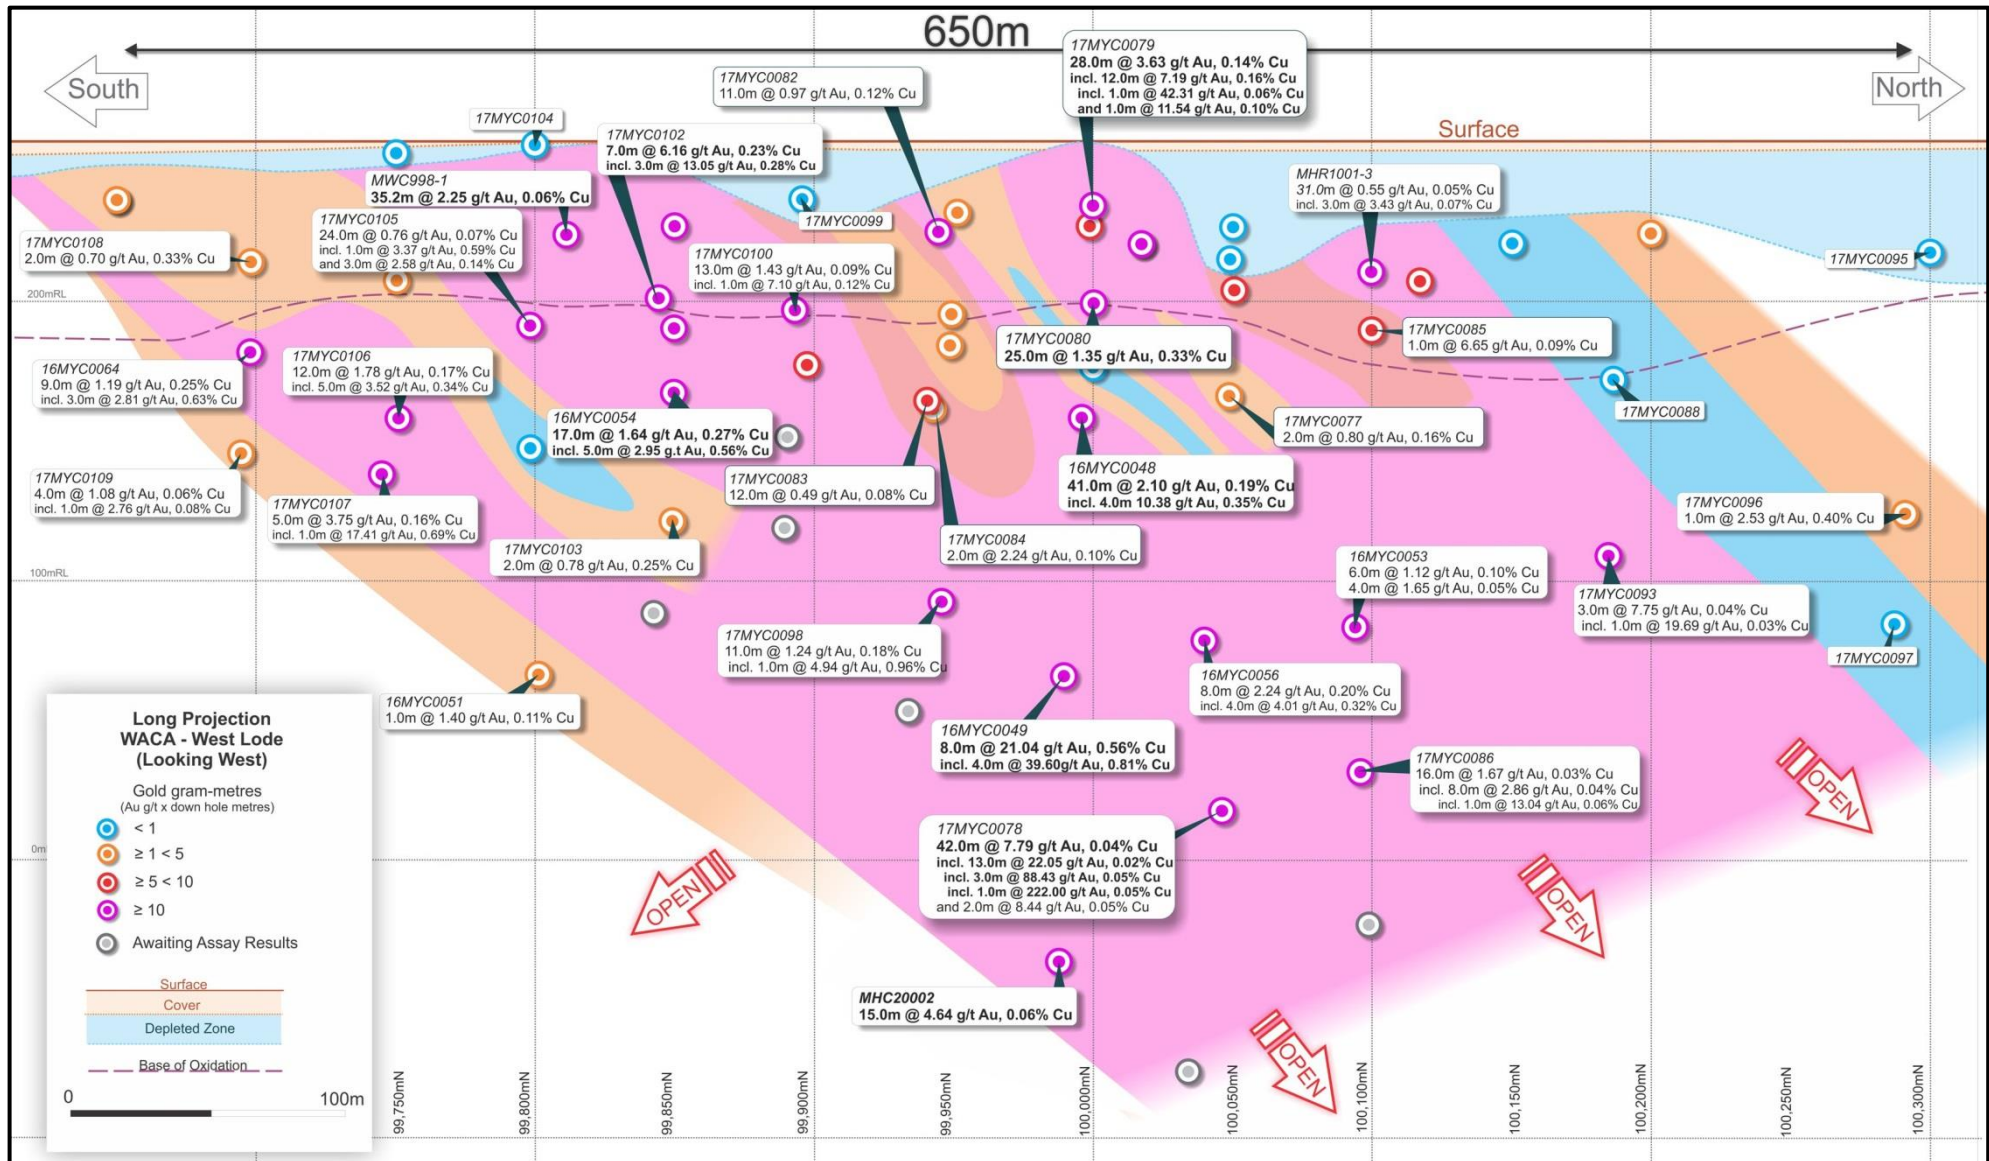 650m
South
North
Surface
17MYC0079
28.0m @ 3.63 g/t Au, 0.14% Cu
incl. 12.0m @ 7.19 g/t Au, 0.16% Cu
incl. 1.0m @ 42.31 g/t Au, 0.06% Cu
and 1.0m @ 11.54 g/t Au, 0.10% Cu
17MYC0082
11.0m @ 0.97 g/t Au, 0.12% Cu
17MYC0104
17MYC0102
7.0m @ 6.16 g/t Au, 0.23% Cu
incl. 3.0m @ 13.05 g/t Au, 0.28% Cu
MWC998-1
35.2m @ 2.25 g/t Au, 0.06% Cu
MHR1001-3
31.0m @ 0.55 g/t Au, 0.05% Cu
incl. 3.0m @ 3.43 g/t Au, 0.07% Cu
17MYC0105
24.0m @ 0.76 g/t Au, 0.07% Cu
incl. 1.0m @ 3.37 g/t Au, 0.59% Cu
and 3.0m @ 2.58 g/t Au, 0.14% Cu
17MYC0099
17MYC0108
2.0m @ 0.70 g/t Au, 0.33% Cu
17MYC0100
13.0m @ 1.43 g/t Au, 0.09% Cu
incl. 1.0m @ 7.10 g/t Au, 0.12% Cu
17MYC0095
200mRL
17MYC0080
25.0m @ 1.35 g/t Au, 0.33% Cu
17MYC0085
1.0m @ 6.65 g/t Au, 0.09% Cu
16MYC0064
9.0m @ 1.19 g/t Au, 0.25% Cu
incl. 3.0m @ 2.81 g/t Au, 0.63% Cu
17MYC0106
12.0m @ 1.78 g/t Au, 0.17% Cu
incl. 5.0m @ 3.52 g/t Au, 0.34% Cu
16MYC0054
17.0m @ 1.64 g/t Au, 0.27% Cu
incl. 5.0m @ 2.95 g.t Au, 0.56% Cu
17MYC0088
17MYC0077
2.0m @ 0.80 g/t Au, 0.16% Cu
17MYC0109
4.0m @ 1.08 g/t Au, 0.06% Cu
incl. 1.0m @ 2.76 g/t Au, 0.08% Cu
17MYC0107
5.0m @ 3.75 g/t Au, 0.16% Cu
incl. 1.0m @ 17.41 g/t Au, 0.69% Cu
17MYC0083
12.0m @ 0.49 g/t Au, 0.08% Cu
16MYC0048
41.0m @ 2.10 g/t Au, 0.19% Cu
incl. 4.0m 10.38 g/t Au, 0.35% Cu
17MYC0096
1.0m @ 2.53 g/t Au, 0.40% Cu
17MYC0103
2.0m @ 0.78 g/t Au, 0.25% Cu
17MYC0084
2.0m @ 2.24 g/t Au, 0.10% Cu
100mRL
16MYC0053
6.0m @ 1.12 g/t Au, 0.10% Cu
4.0m @ 1.65 g/t Au, 0.05% Cu
17MYC0093
3.0m @ 7.75 g/t Au, 0.04% Cu
incl. 1.0m @ 19.69 g/t Au, 0.03% Cu
17MYC0098
11.0m @ 1.24 g/t Au, 0.18% Cu
incl. 1.0m @ 4.94 g/t Au, 0.96% Cu
17MYC0097
16MYC0056
8.0m @ 2.24 g/t Au, 0.20% Cu
incl. 4.0m @ 4.01 g/t Au, 0.32% Cu
16MYC0051
1.0m @ 1.40 g/t Au, 0.11% Cu
16MYC0049
8.0m @ 21.04 g/t Au, 0.56% Cu
incl. 4.0m @ 39.60g/t Au, 0.81% Cu
17MYC0086
16.0m @ 1.67 g/t Au, 0.03% Cu
incl. 8.0m @ 2.86 g/t Au, 0.04% Cu
incl. 1.0m @ 13.04 g/t Au, 0.06% Cu
OPEN
17MYC0078
42.0m @ 7.79 g/t Au, 0.04% Cu
incl. 13.0m @ 22.05 g/t Au, 0.02% Cu
incl. 3.0m @ 88.43 g/t Au, 0.05% Cu
incl. 1.0m @ 222.00 g/t Au, 0.05% Cu
and 2.0m @ 8.44 g/t Au, 0.05% Cu
OPEN
OPEN
MHC20002
15.0m @ 4.64 g/t Au, 0.06% Cu
OPEN
Long Projection
WACA - West Lode
(Looking West)
Gold gram-metres
(Au g/t x down hole metres)
< 1
≥ 1 < 5
≥ 5 < 10
≥ 10
Awaiting Assay Results
Surface
Cover
Depleted Zone
Base of Oxidation
0
100m
99,750mN
99,800mN
99,850mN
99,900mN
99,950mN
100,000mN
100,050mN
100,100mN
100,150mN
100,200mN
100,250mN
100,300mN